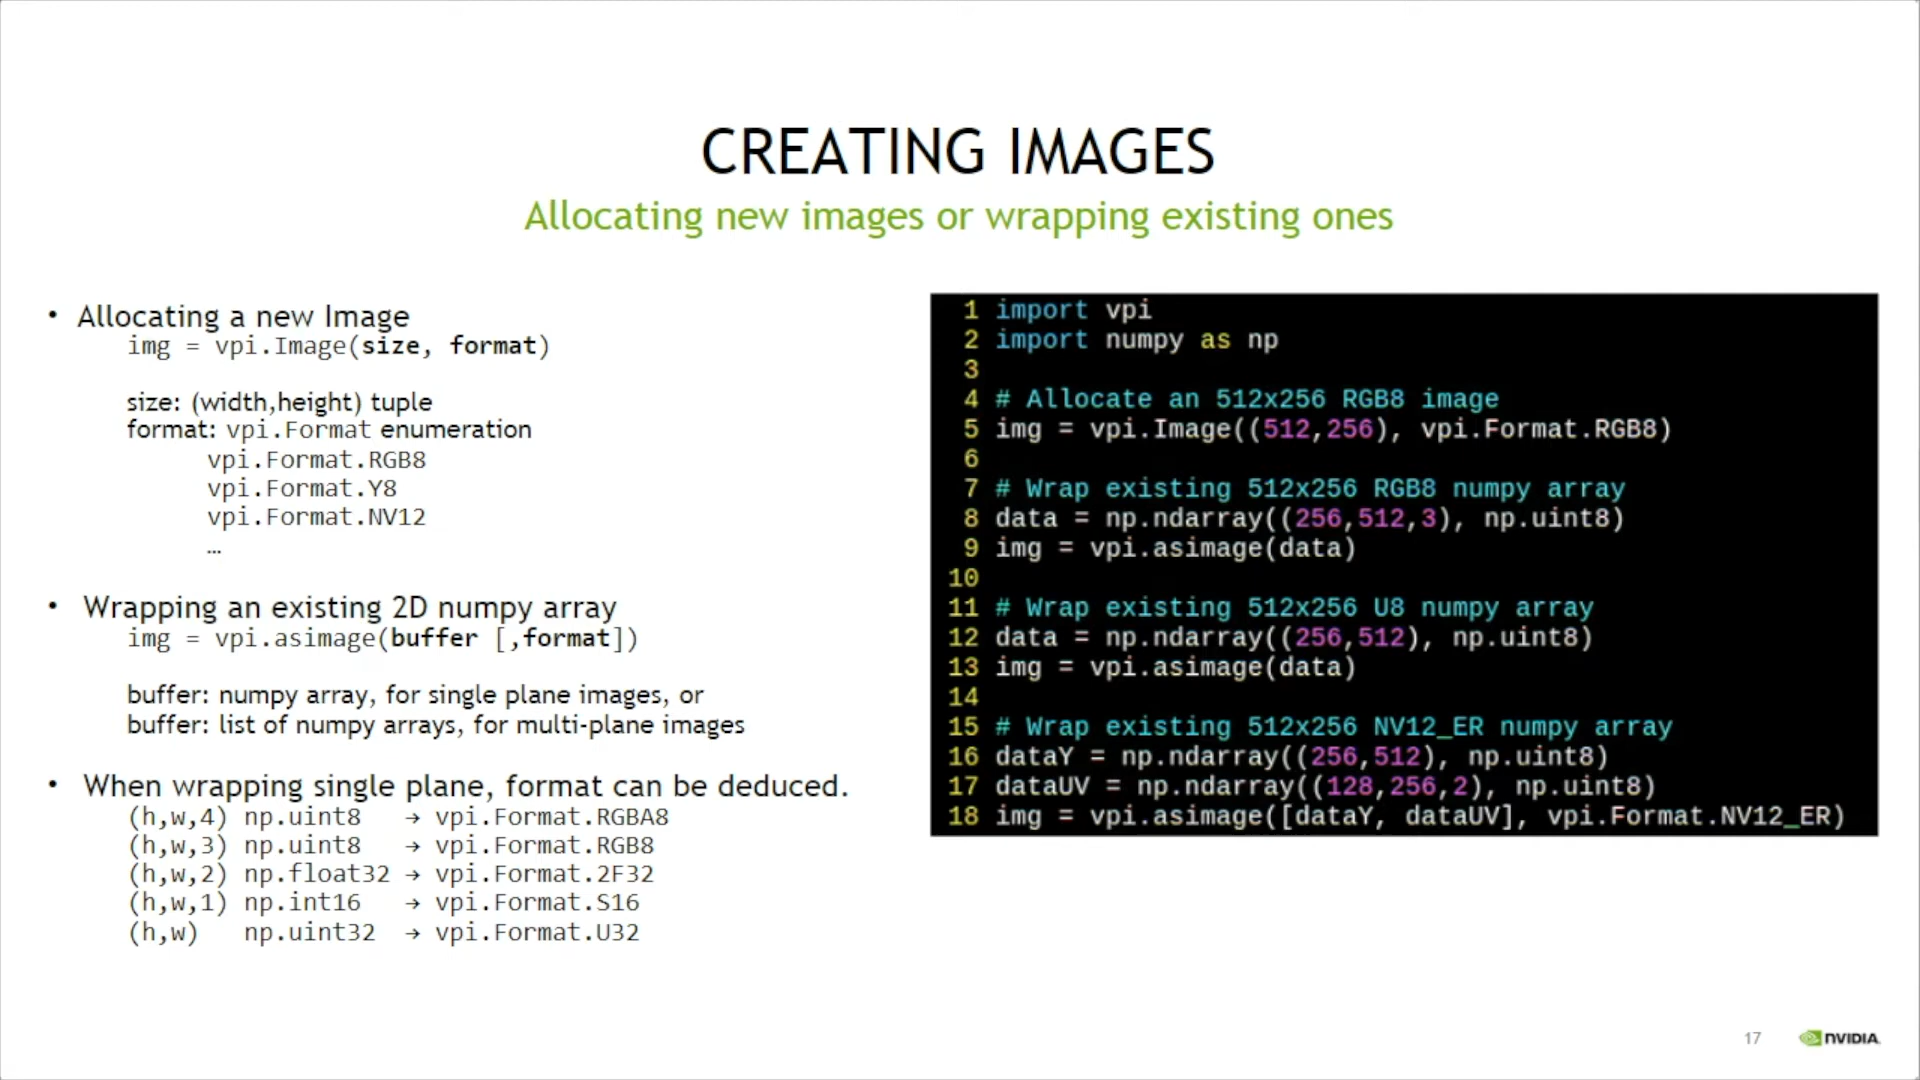 CREATING IMAGES
Allocating new images or wrapping existing ones
• Allocating a new Image
img = vpi.Image(size, format)
size: (width,height) tuple
format: vpi.Format enumeration
vpi.Format.RGB8
vpi.Format.Y8
vpi.Format.NV12
…
• Wrapping an existing 2D numpy array
img = vpi.asimage(buffer [,format])
buffer: numpy array, for single plane images, or
buffer: list of numpy arrays, for multi-plane images
• When wrapping single plane, format can be deduced.
(h,w,4) np.uint8 → vpi.Format.RGBA8
(h,w,3) np.uint8 → vpi.Format.RGB8
(h,w,2) np.float32 → vpi.Format.2F32
(h,w,1) np.int16 → vpi.Format.S16
(h,w) np.uint32 → vpi.Format.U32
1 import vpi
2 import numpy as np
3
4 # Allocate an 512x256 RGB8 image
5 img = vpi.Image((512,256), vpi.Format.RGB8)
6
7 # Wrap existing 512x256 RGB8 numpy array
8 data = np.ndarray((256,512,3), np.uint8)
9 img = vpi.asimage(data)
10
11 # Wrap existing 512x256 U8 numpy array
12 data = np.ndarray((256,512), np.uint8)
13 img = vpi.asimage(data)
14
15 # Wrap existing 512x256 NV12_ER numpy array
16 dataY = np.ndarray((256,512), np.uint8)
17 dataUV = np.ndarray((128,256,2), np.uint8)
18 img = vpi.asimage([dataY, dataUV], vpi.Format.NV12_ER)
17
NVIDIA